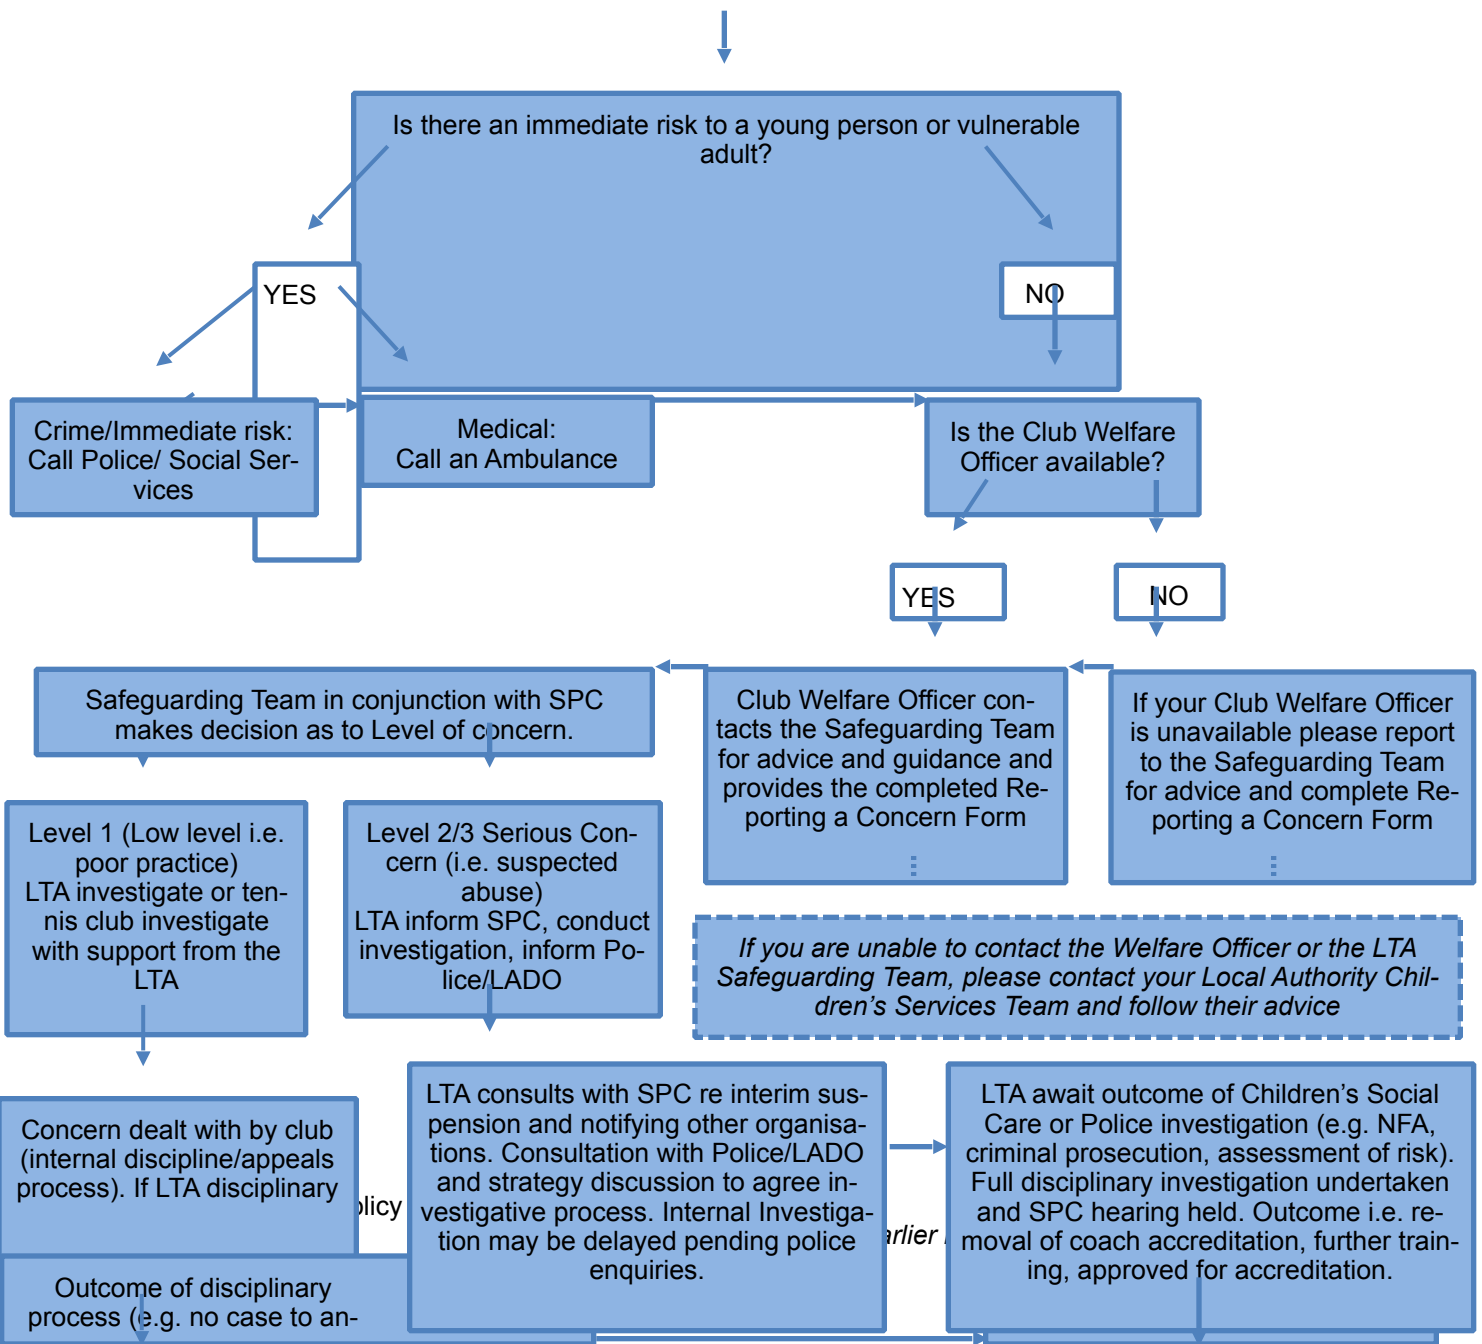 Is there an immediate risk to a young person or vulnerable
adult?
YES
NO
Crime/Immediate risk:
Call Police/ Social Ser-
vices
Medical:
Call an Ambulance
Is the Club Welfare
Officer available?
YES
NO
Safeguarding Team in conjunction with SPC
makes decision as to Level of concern.
Club Welfare Officer con-
tacts the Safeguarding Team
for advice and guidance and
provides the completed Re-
porting a Concern Form
If your Club Welfare Officer
is unavailable please report
to the Safeguarding Team
for advice and complete Re-
porting a Concern Form
Level 1 (Low level i.e.
poor practice)
LTA investigate or ten-
nis club investigate
with support from the
LTA
Level 2/3 Serious Con-
cern (i.e. suspected
abuse)
LTA inform SPC, conduct
investigation, inform Po-
lice/LADO
If you are unable to contact the Welfare Officer or the LTA
Safeguarding Team, please contact your Local Authority Chil-
dren’s Services Team and follow their advice
Concern dealt with by club
(internal discipline/appeals
process). If LTA disciplinary
LTA consults with SPC re interim sus-
pension and notifying other organisa-
tions. Consultation with Police/LADO
and strategy discussion to agree in-
vestigative process. Internal Investiga-
tion may be delayed pending police
enquiries.
LTA await outcome of Children’s Social
Care or Police investigation (e.g. NFA,
criminal prosecution, assessment of risk).
Full disciplinary investigation undertaken
and SPC hearing held. Outcome i.e. re-
moval of coach accreditation, further train-
ing, approved for accreditation.
Outcome of disciplinary
process (e.g. no case to an-